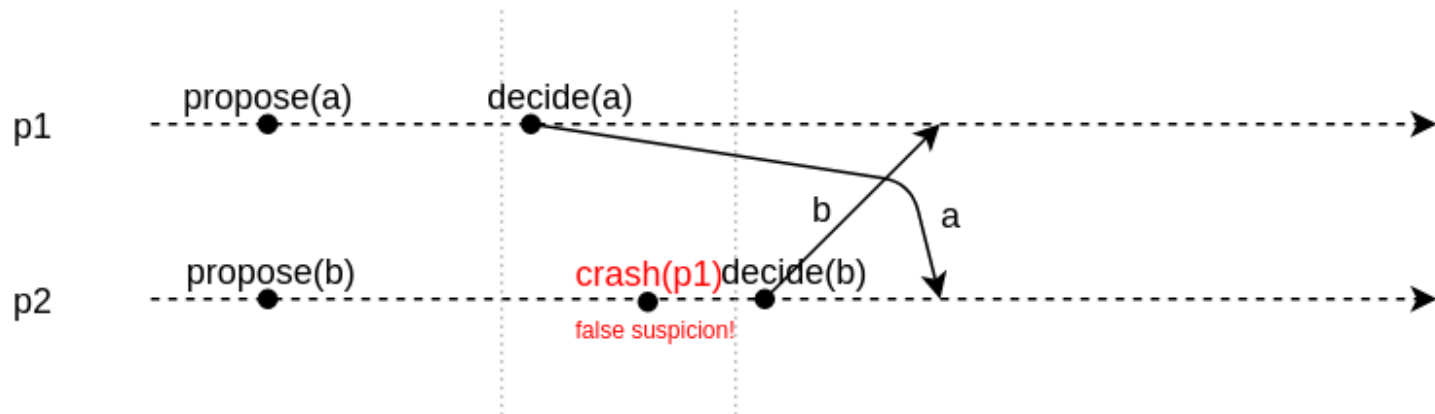 propose(a)
decide(a)
p1
b
a
propose(b)
crash(p1)
decide(b)
p2
false suspicion!